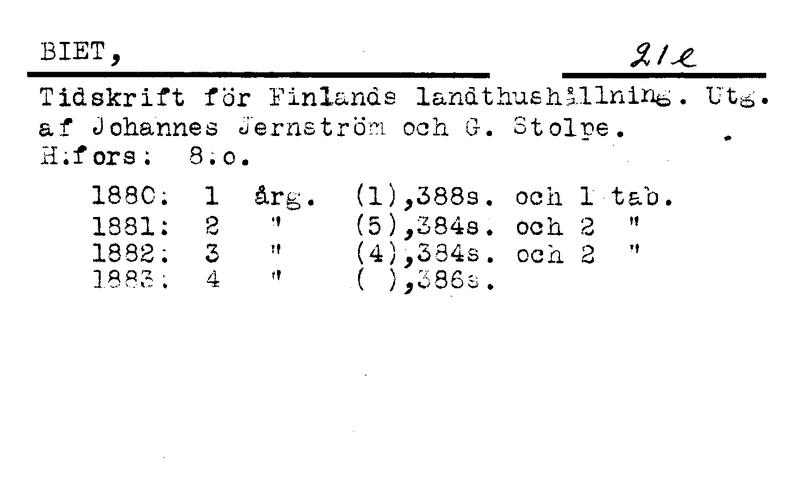 BIET, 21e
Tidskrift för Finlands landthushållning. Utg.
af Johannes Jernström och G. Stolpe.
H:fors: 8:o.
1880: 1 årg. (1),388s. och 1 tab.
1881: 2 " (5),384s. och 2 "
1882: 3 " (4),384s. och 2 "
1883: 4 " ( ),386s.